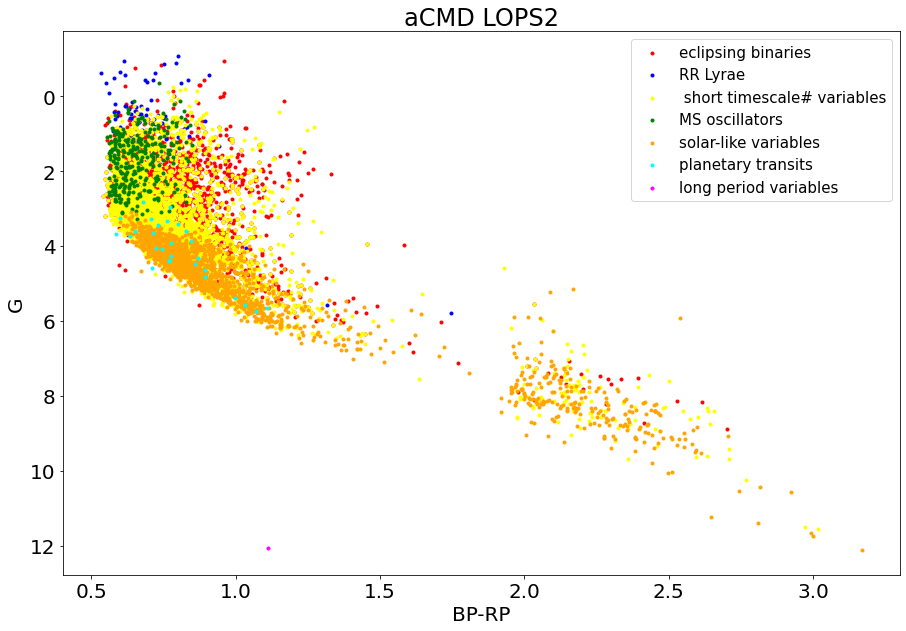 aCMD LOPS2
eclipsing binaries
RR Lyrae
short timescale# variables
MS oscillators
solar-like variables
planetary transits
long period variables
G
0
2
4
6
8
10
12
0.5 1.0 1.5 2.0 2.5 3.0
BP-RP